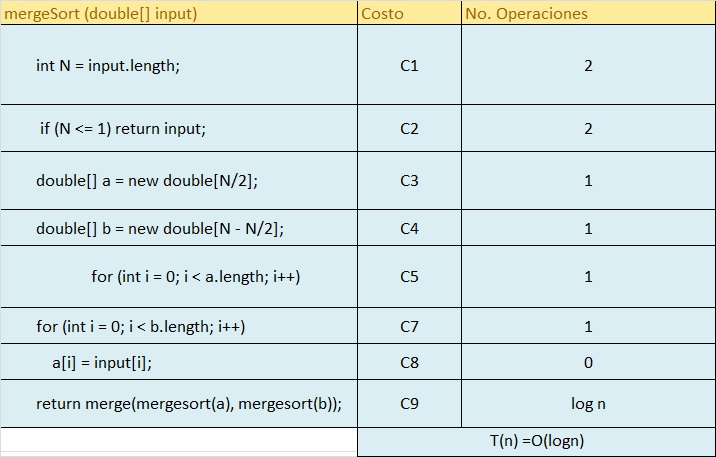 mergeSort (double[] input) Costo No. Operaciones
int N = input.length; C1 2
if (N <= 1) return input; C2 2
double[] a = new double[N/2]; C3 1
double[] b = new double[N - N/2]; C4 1
for (int i = 0; i < a.length; i++) C5 1
for (int i = 0; i < b.length; i++) C7 1
a[i] = input[i]; C8 0
return merge(mergesort(a), mergesort(b)); C9 log n
T(n) =O(logn)